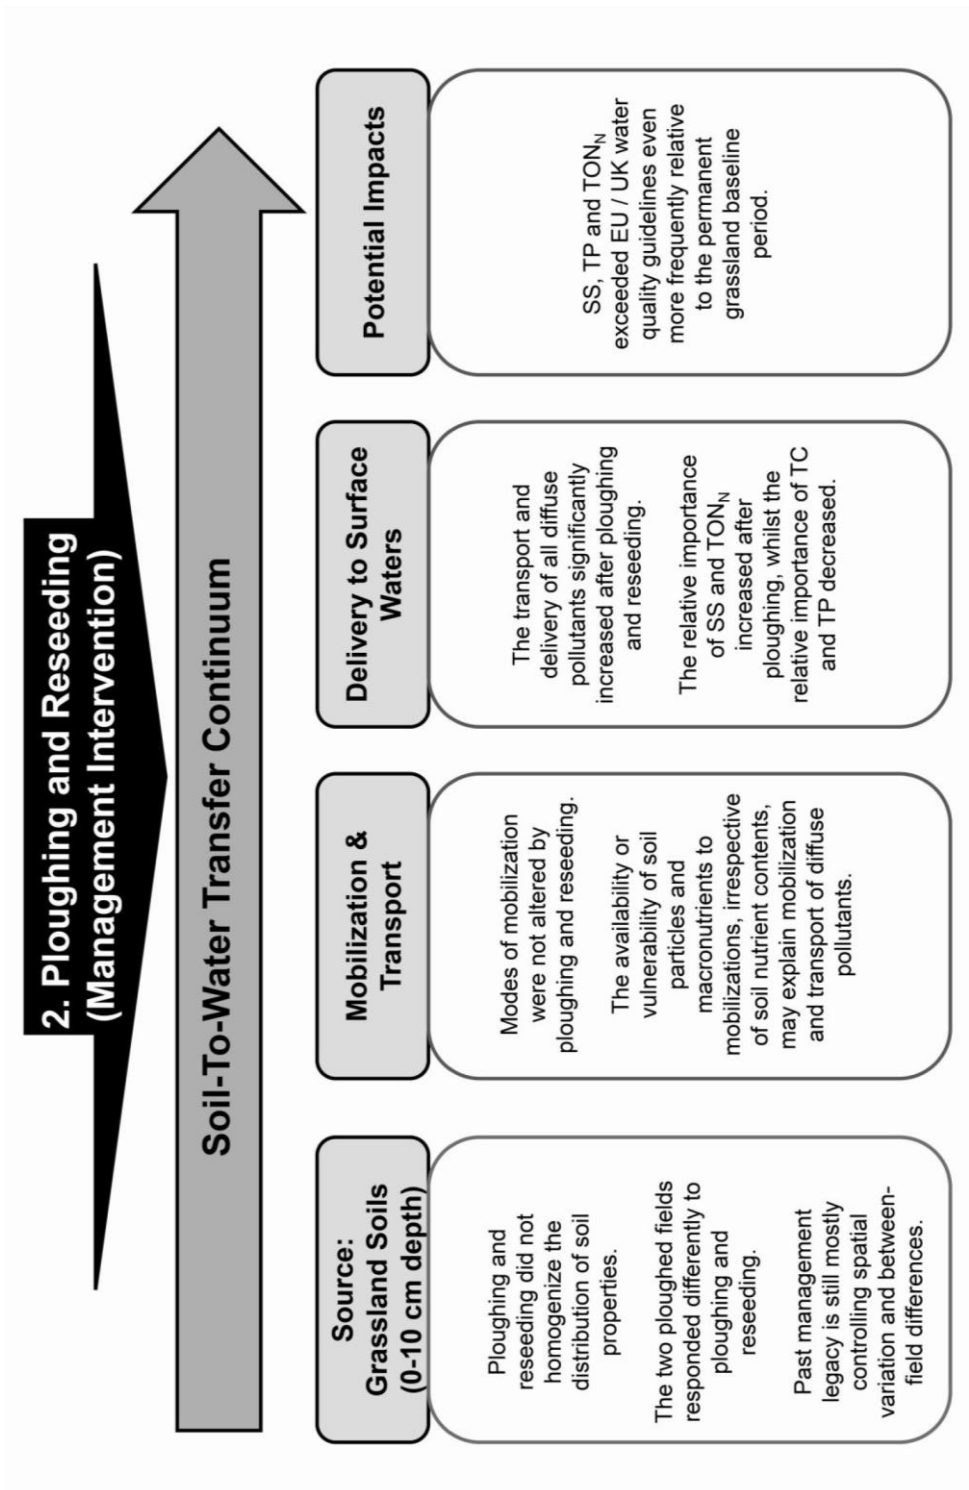 2. Ploughing and Reseeding
(Management Intervention)
Soil-To-Water Transfer Continuum
Source:
Grassland Soils
(0-10 cm depth)
Ploughing and
reseeding did not
homogenize the
distribution of soil
properties.
The two ploughed fields
responded differently to
ploughing and
reseeding.
Past management
legacy is still mostly
controlling spatial
variation and between-
field differences.
Mobilization &
Transport
Modes of mobilization
were not altered by
ploughing and reseeding.
The availability or
vulnerability of soil
particles and
macronutrients to
mobilizations, irrespective
of soil nutrient contents,
may explain mobilization
and transport of diffuse
pollutants.
Delivery to Surface
Waters
The transport and
delivery of all diffuse
pollutants significantly
increased after ploughing
and reseeding.
The relative importance
of SS and TONN
increased after
ploughing, whilst the
relative importance of TC
and TP decreased.
Potential Impacts
SS, TP and TONN
exceeded EU / UK water
quality guidelines even
more frequently relative
to the permanent
grassland baseline
period.